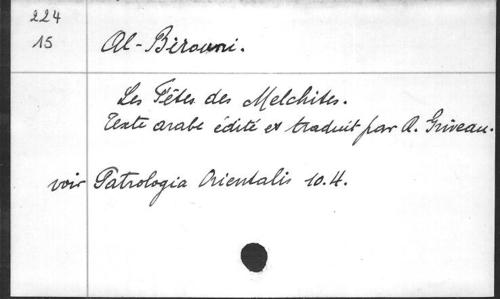 224
15
Al-Bérouni.
Les Fêtes des Melchites.
Texte arabe édité et traduit par R. Griveau.
voir Patrologia Orientalis 10.4.